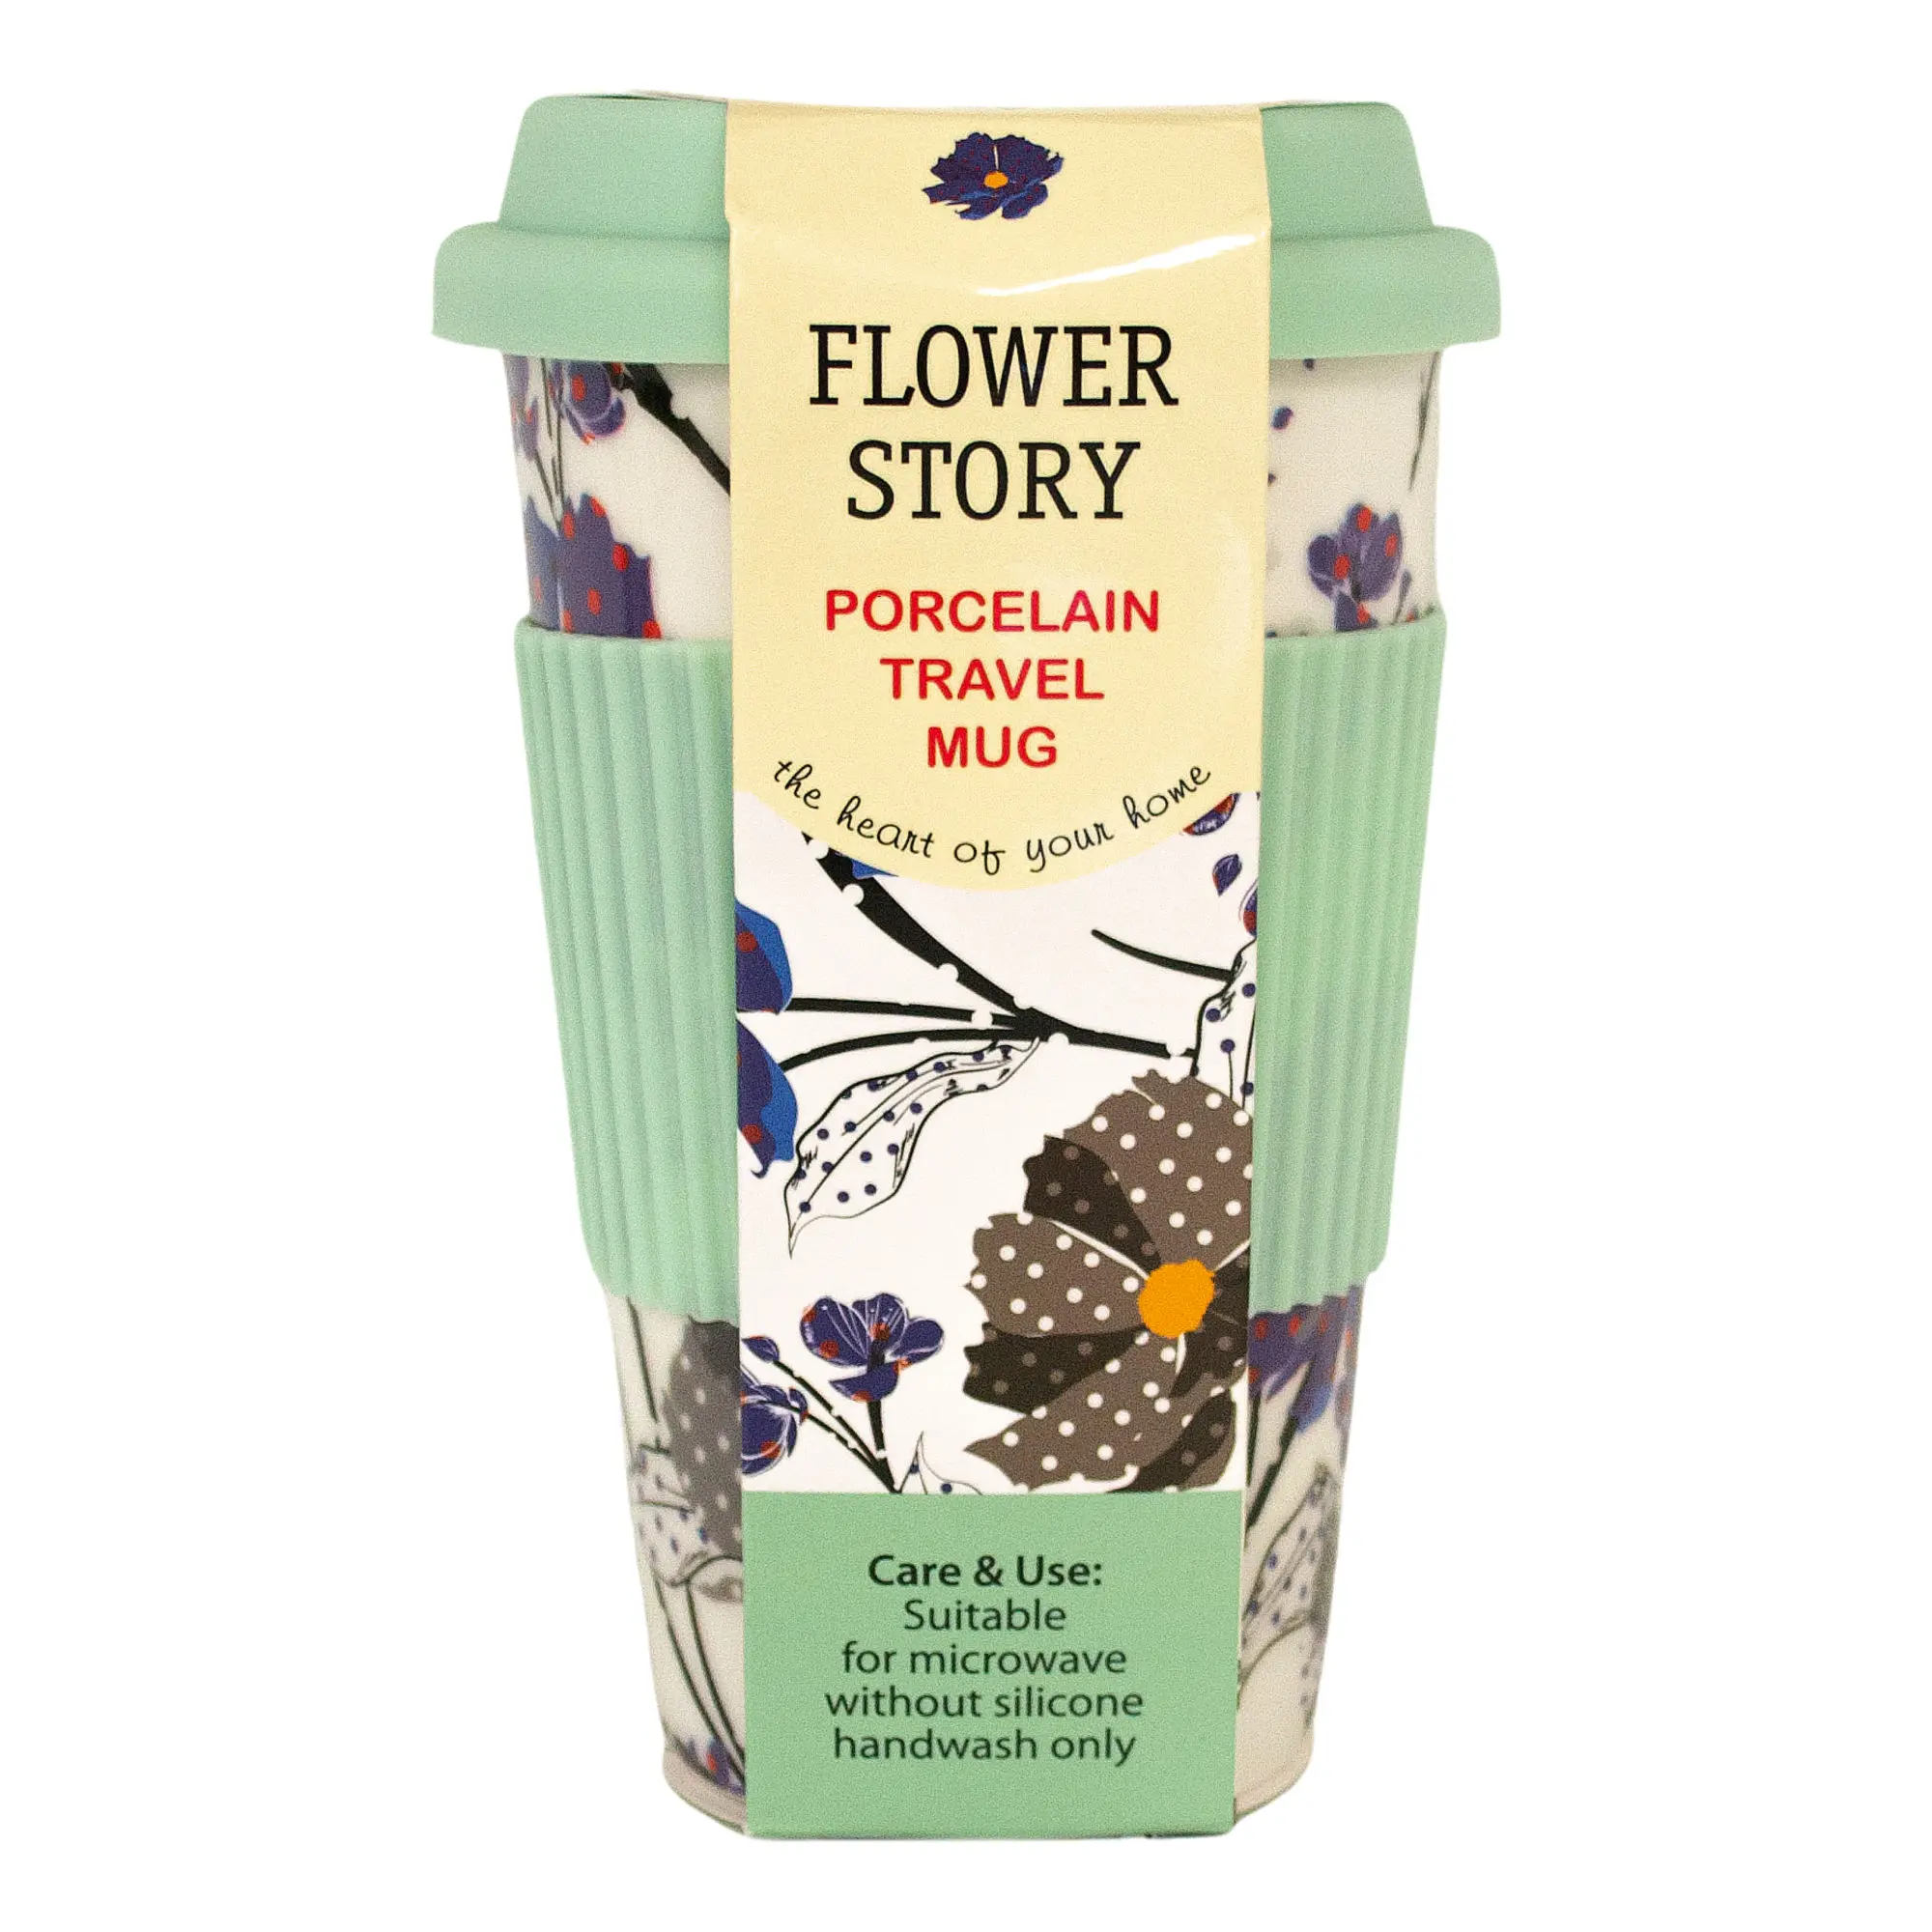 FLOWER
STORY
PORCELAIN
TRAVEL
MUG
the heart of your home
Care & Use:
Suitable
for microwave
without silicone
handwash only